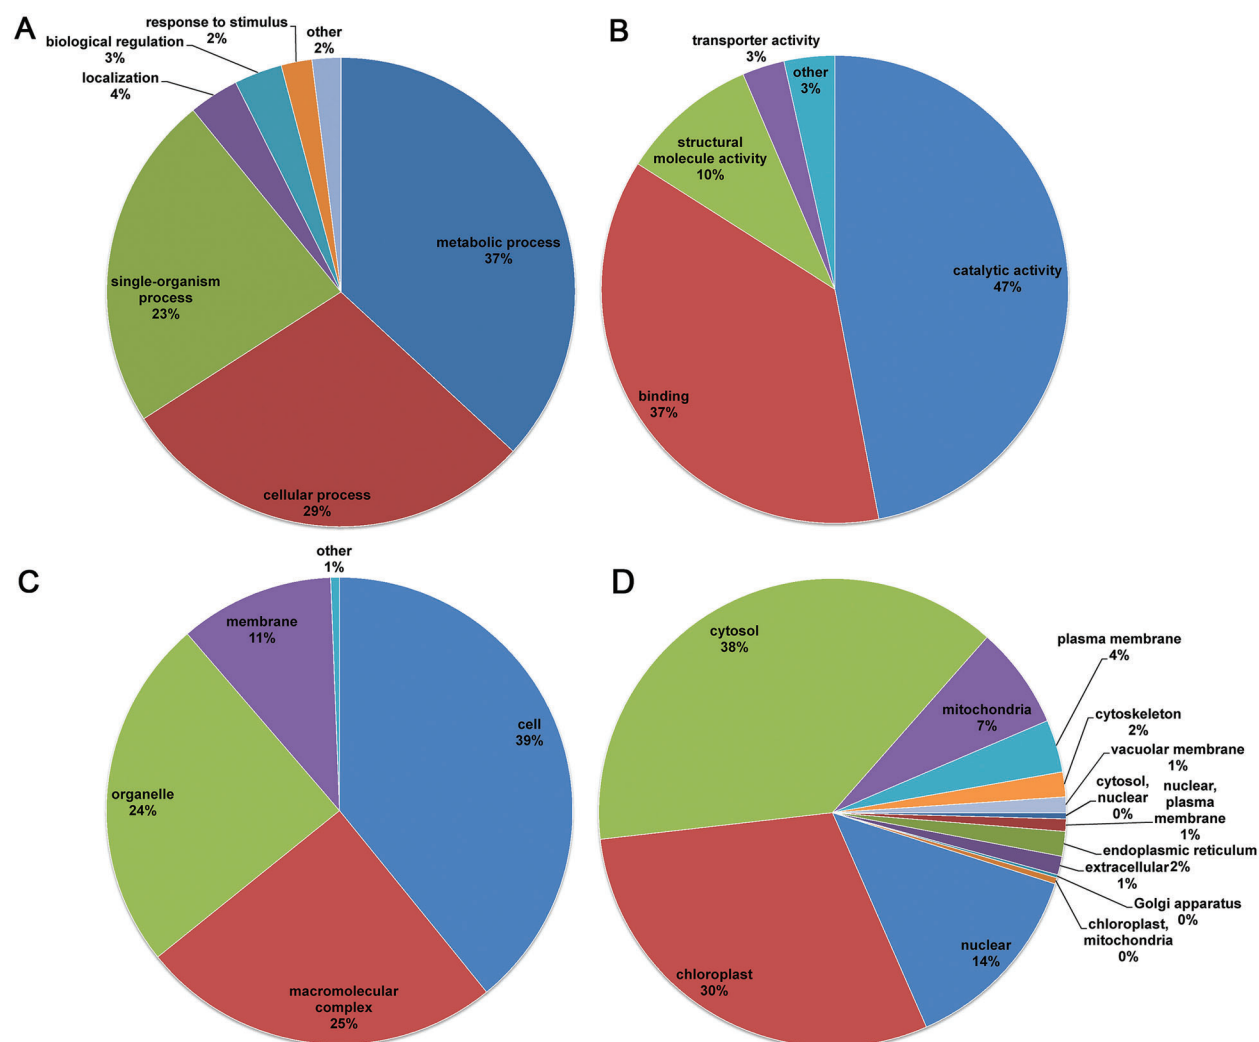 A
response to stimulus
2%
biological regulation
3%
localization
4%
other
2%
metabolic process
37%
single-organism
process
23%
cellular process
29%
B
transporter activity
3%
other
3%
structural
molecule activity
10%
catalytic activity
47%
binding
37%
C
other
1%
membrane
11%
cell
39%
organelle
24%
macromolecular
complex
25%
D
cytosol
38%
mitochondria
7%
plasma membrane
4%
cytoskeleton
2%
vacuolar membrane
1%
cytosol,
nuclear
0%
nuclear,
plasma
membrane
1%
endoplasmic reticulum
2%
extracellular
1%
Golgi apparatus
0%
chloroplast,
mitochondria
0%
nuclear
14%
chloroplast
30%